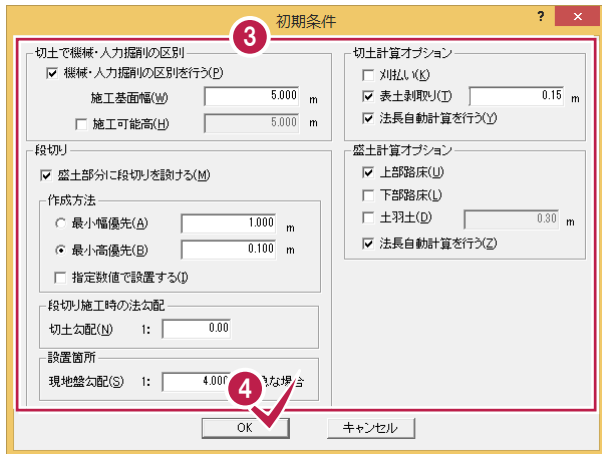 初期条件
? ×
3
切土で機械・人力掘削の区別
機械・人力掘削の区別を行う(P)
施工基面幅(W) 5.000 m
施工可能高(H) 5.000 m
段切り
盛土部分に段切りを設ける(M)
作成方法
最小幅優先(A) 1.000 m
最小高優先(B) 0.100 m
指定数値で設置する(I)
段切り施工時の法勾配
切土勾配(N) 1: 0.00
設置箇所
現地盤勾配(S) 1: 4.000 な場合
切土計算オプション
刈払い(K)
表土剥取り(T) 0.15 m
法長自動計算を行う(Y)
盛土計算オプション
上部路床(U)
下部路床(L)
土羽土(D) 0.30 m
法長自動計算を行う(Z)
4
OK
キャンセル